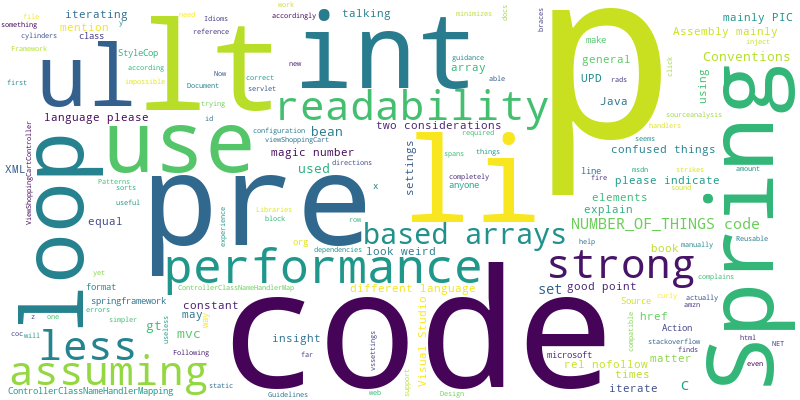 file
something
iterating
mention
cylinders
y
class
Idioms
reference
work
accordingly
minimizes
docs
braces
talking
need
mainly PIC
Assembly mainly
inject
Framework
StyleCop
according
impossible
first
Now
Document
correct
servlet
trying
id
new
guidance
array
able
make
general
UPD
rads
Java
click
Conventions
using
ul
lt
int
p
spring
language please
readability
two considerations
required
sourceanalysis
handlers
seems
strikes
sound
amount
msdn
confused things
ViewShoppingCartController
loop
XML
use
configuration
viewShoppingCart
bean
magic number
directions
used
settings
spans
things
completely
anyone
li
line
fire
please indicate
elements
explain
Patterns
sorts
useful
equal
pre
experience
Libraries
block
x
row
org
dependencies
based arrays
look weird
NUMBER_OF_THINGS
code
help
book
manually
Reusable
complains
yet
format
errors
springframework
simpler
performance
ControllerClassNameHandlerMap
constant
may
different language
strong
good point
set
Source
curly
actually
amzn
href
z
one
coc
will
less
gt
mvc
useless
way
Following
insight
far
vssettings
Visual Studio
code
microsoft
compatible
Action
stackoverflow
finds
matter
html
NET
even
rel nofollow
times
assuming
ControllerClassNameHandlerMapping
static
Guidelines
web
support
Design
iterate
C